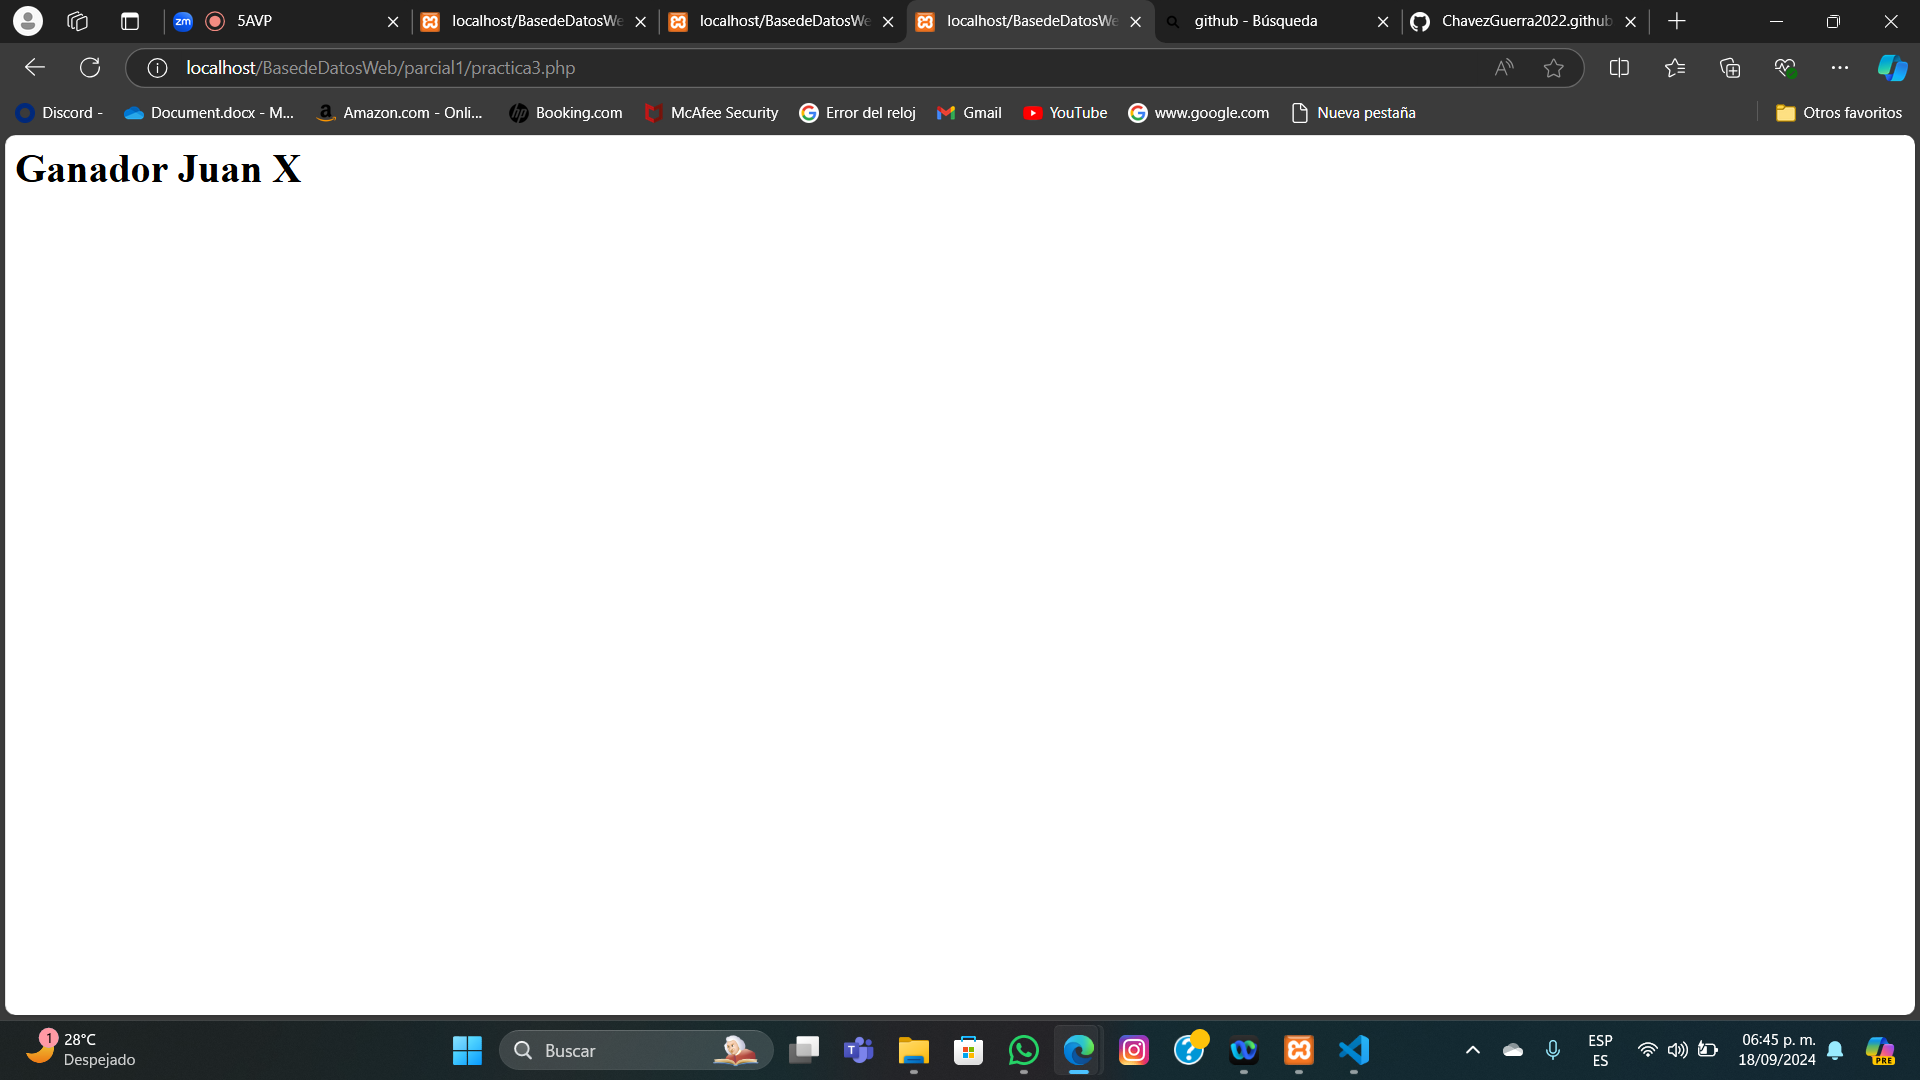 zm 5AVP
localhost/BasedeDatosWe
localhost/BasedeDatosWe
localhost/BasedeDatosWe
github - Búsqueda
ChavezGuerra2022.github
localhost/BasedeDatosWeb/parcial1/practica3.php
Discord -
Document.docx - M...
Amazon.com - Onli...
Booking.com
McAfee Security
Error del reloj
Gmail
YouTube
www.google.com
Nueva pestaña
Otros favoritos
Ganador Juan X
1
28°C
Despejado
Buscar
ESP
ES
06:45 p. m.
18/09/2024
PRE